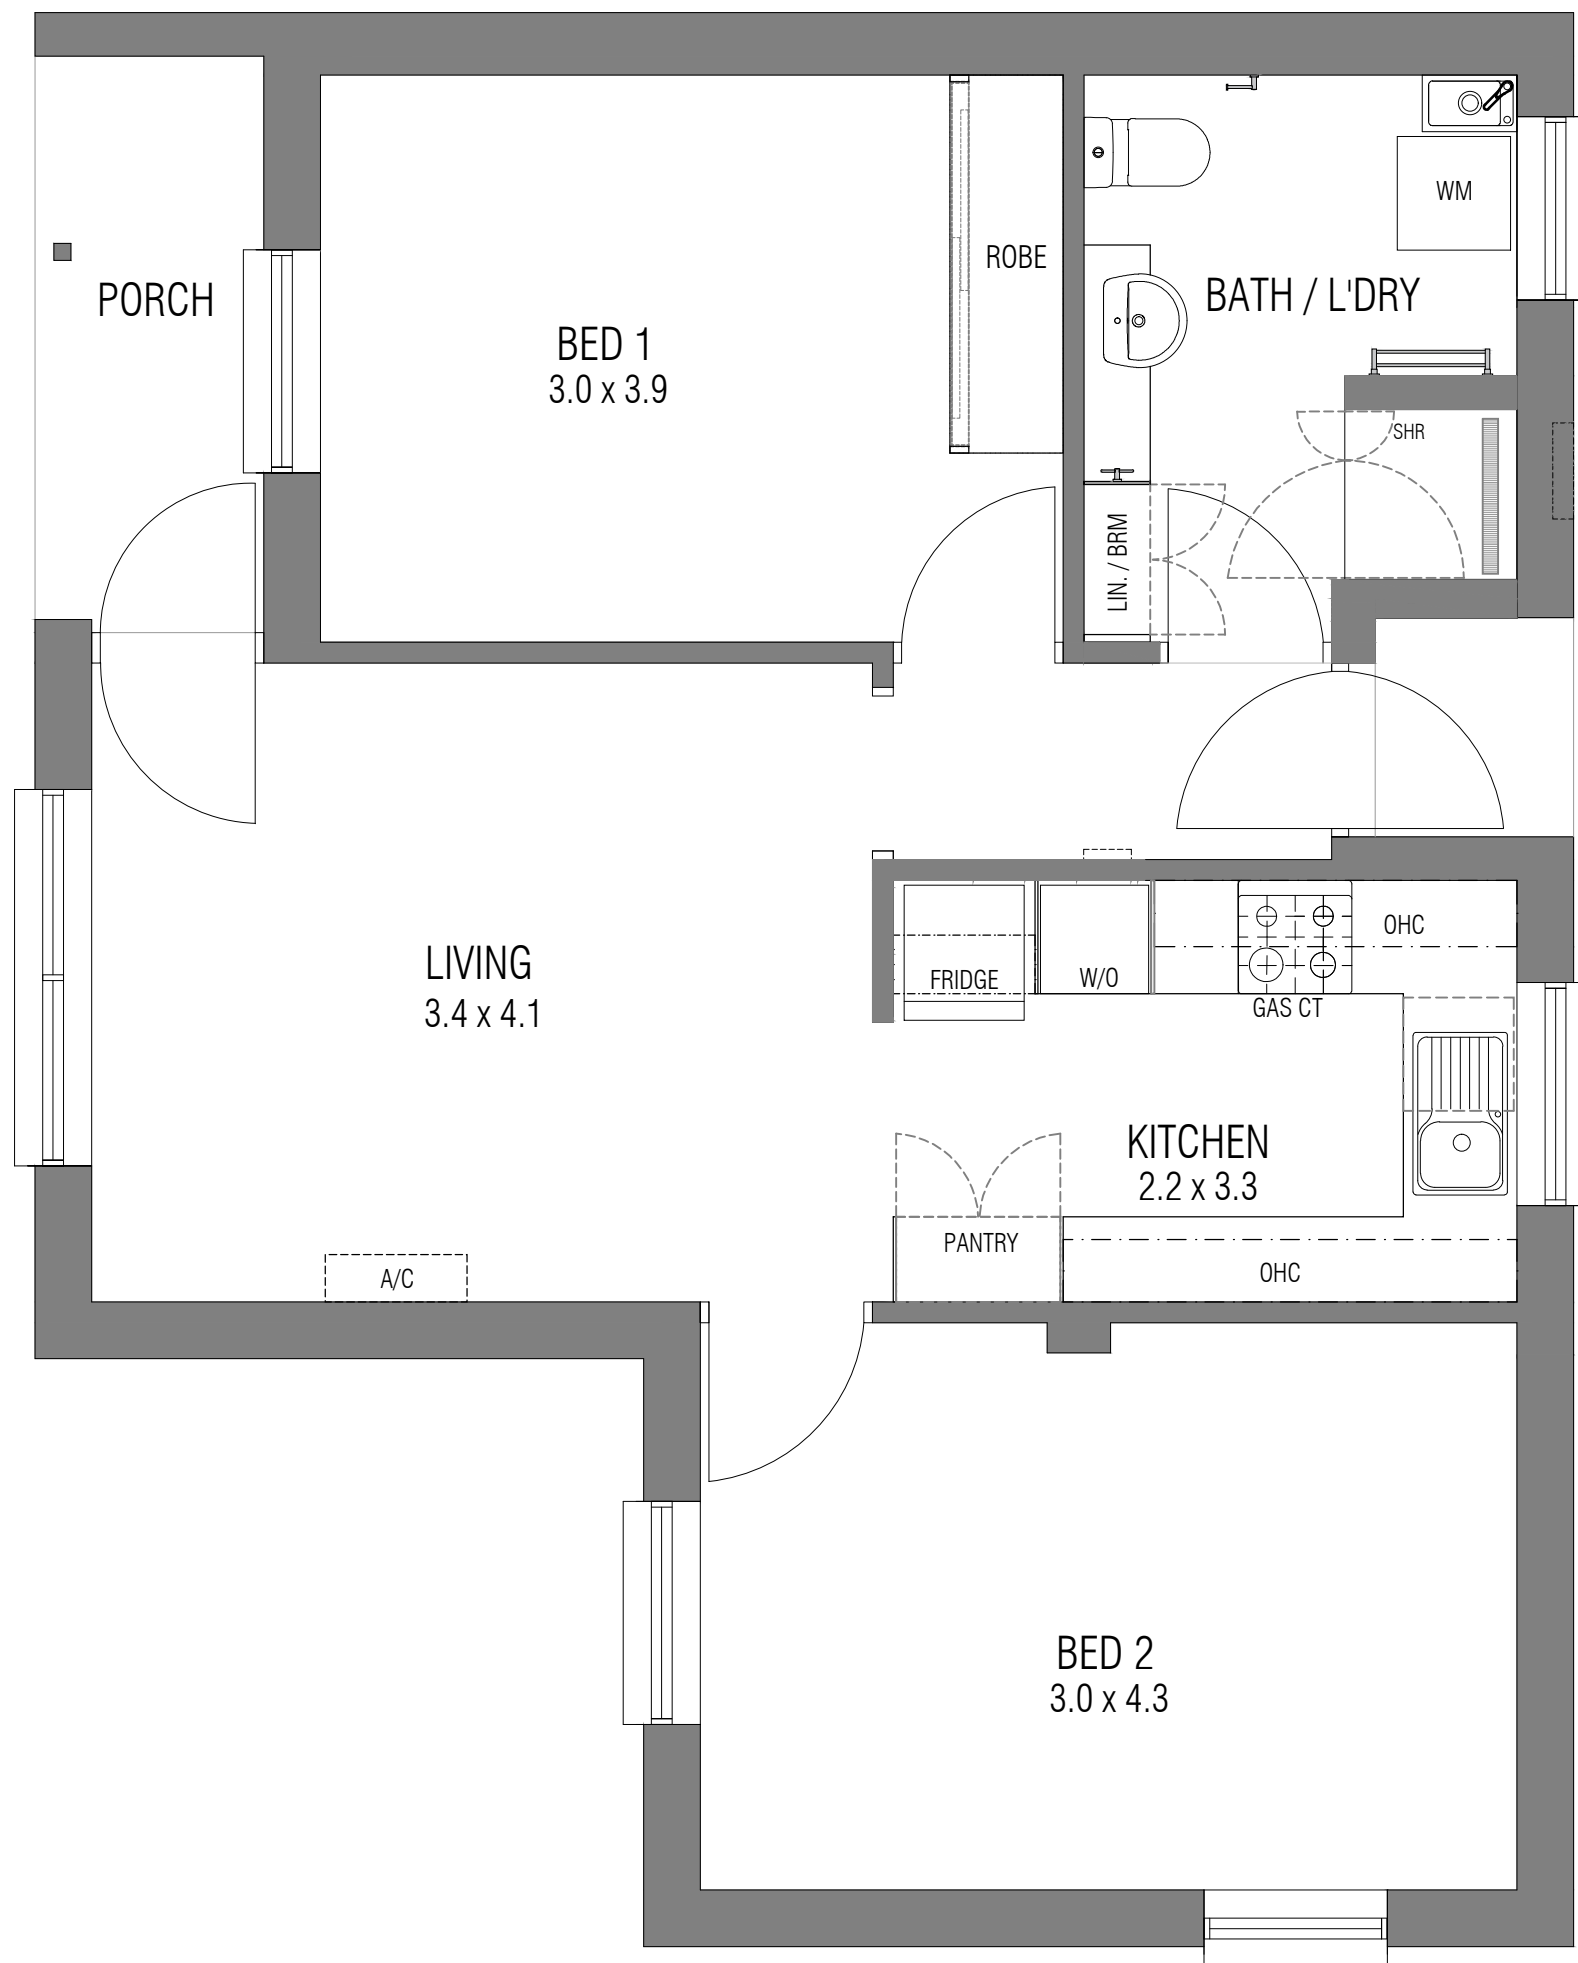 WM
ROBE
PORCH
BATH / L'DRY
BED 1
3.0 x 3.9
SHR
LIN. / BRM
OHC
LIVING
3.4 x 4.1
FRIDGE
W/O
GAS CT
KITCHEN
2.2 x 3.3
PANTRY
A/C
OHC
BED 2
3.0 x 4.3